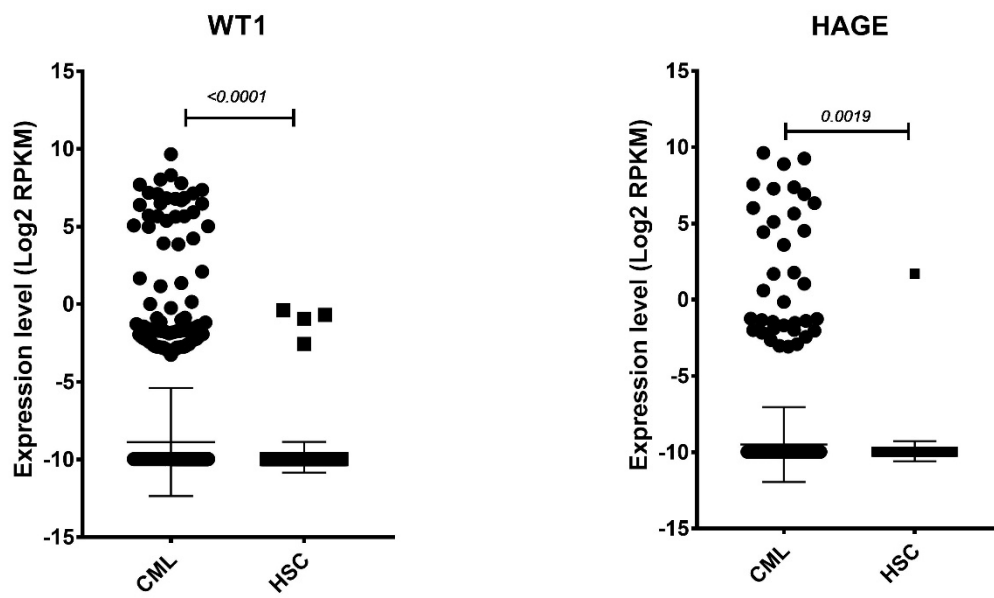 WT1
Expression level (Log2 RPKM)
15
10
5
0
-5
-10
-15
<0.0001
CML
HSC
HAGE
Expression level (Log2 RPKM)
15
10
5
0
-5
-10
-15
0.0019
CML
HSC